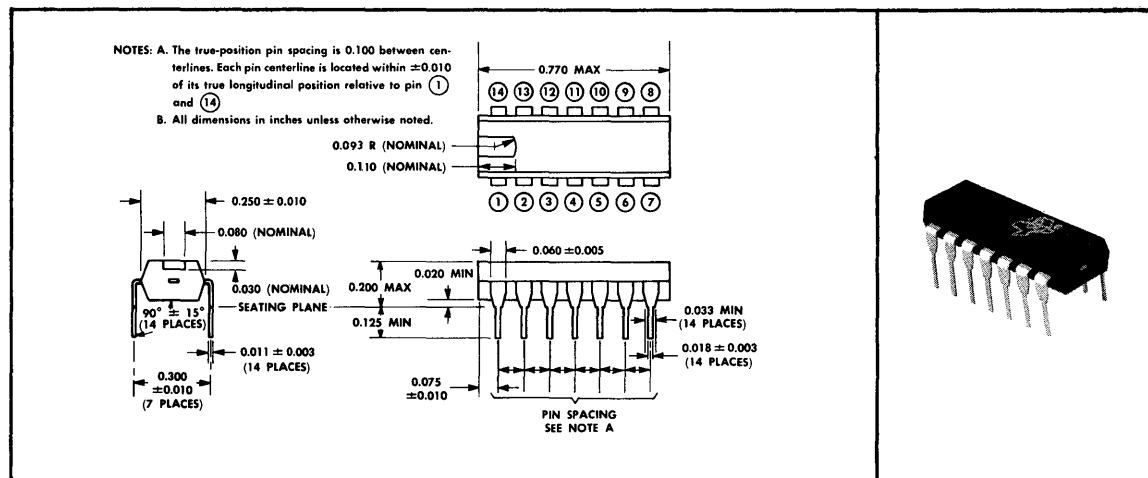 NOTES: A. The true-position pin spacing is 0.100 between cen-
terlines. Each pin centerline is located within ±0.010
of its true longitudinal position relative to pin ①
and ⑭
B. All dimensions in inches unless otherwise noted.
0.770 MAX
⑭ ⑬ ⑫ ⑪ ⑩ ⑨ ⑧
0.093 R (NOMINAL)
0.110 (NOMINAL)
① ② ③ ④ ⑤ ⑥ ⑦
0.250 ± 0.010
0.080 (NOMINAL)
0.030 (NOMINAL)
SEATING PLANE
90° ± 15°
(14 PLACES)
0.011 ± 0.003
(14 PLACES)
0.300
±0.010
(7 PLACES)
0.060 ±0.005
0.020 MIN
0.200 MAX
0.125 MIN
0.033 MIN
(14 PLACES)
0.018 ± 0.003
(14 PLACES)
0.075
±0.010
PIN SPACING
SEE NOTE A